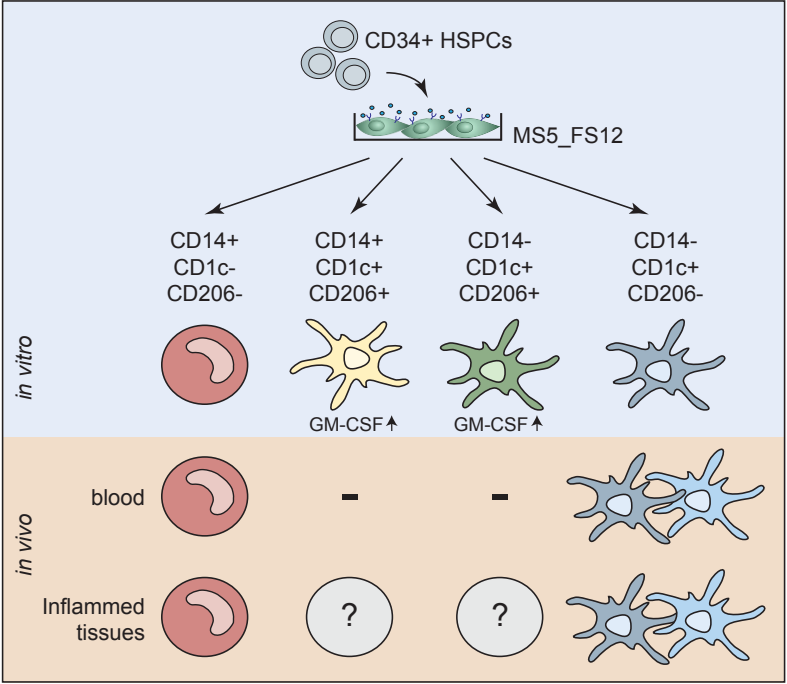 CD34+ HSPCs
MS5_FS12
CD14+
CD1c-
CD206-
CD14+
CD1c+
CD206+
CD14-
CD1c+
CD206+
CD14-
CD1c+
CD206-
in vitro
GM-CSF
GM-CSF
in vivo
blood
-
-
Inflammed
tissues
?
?